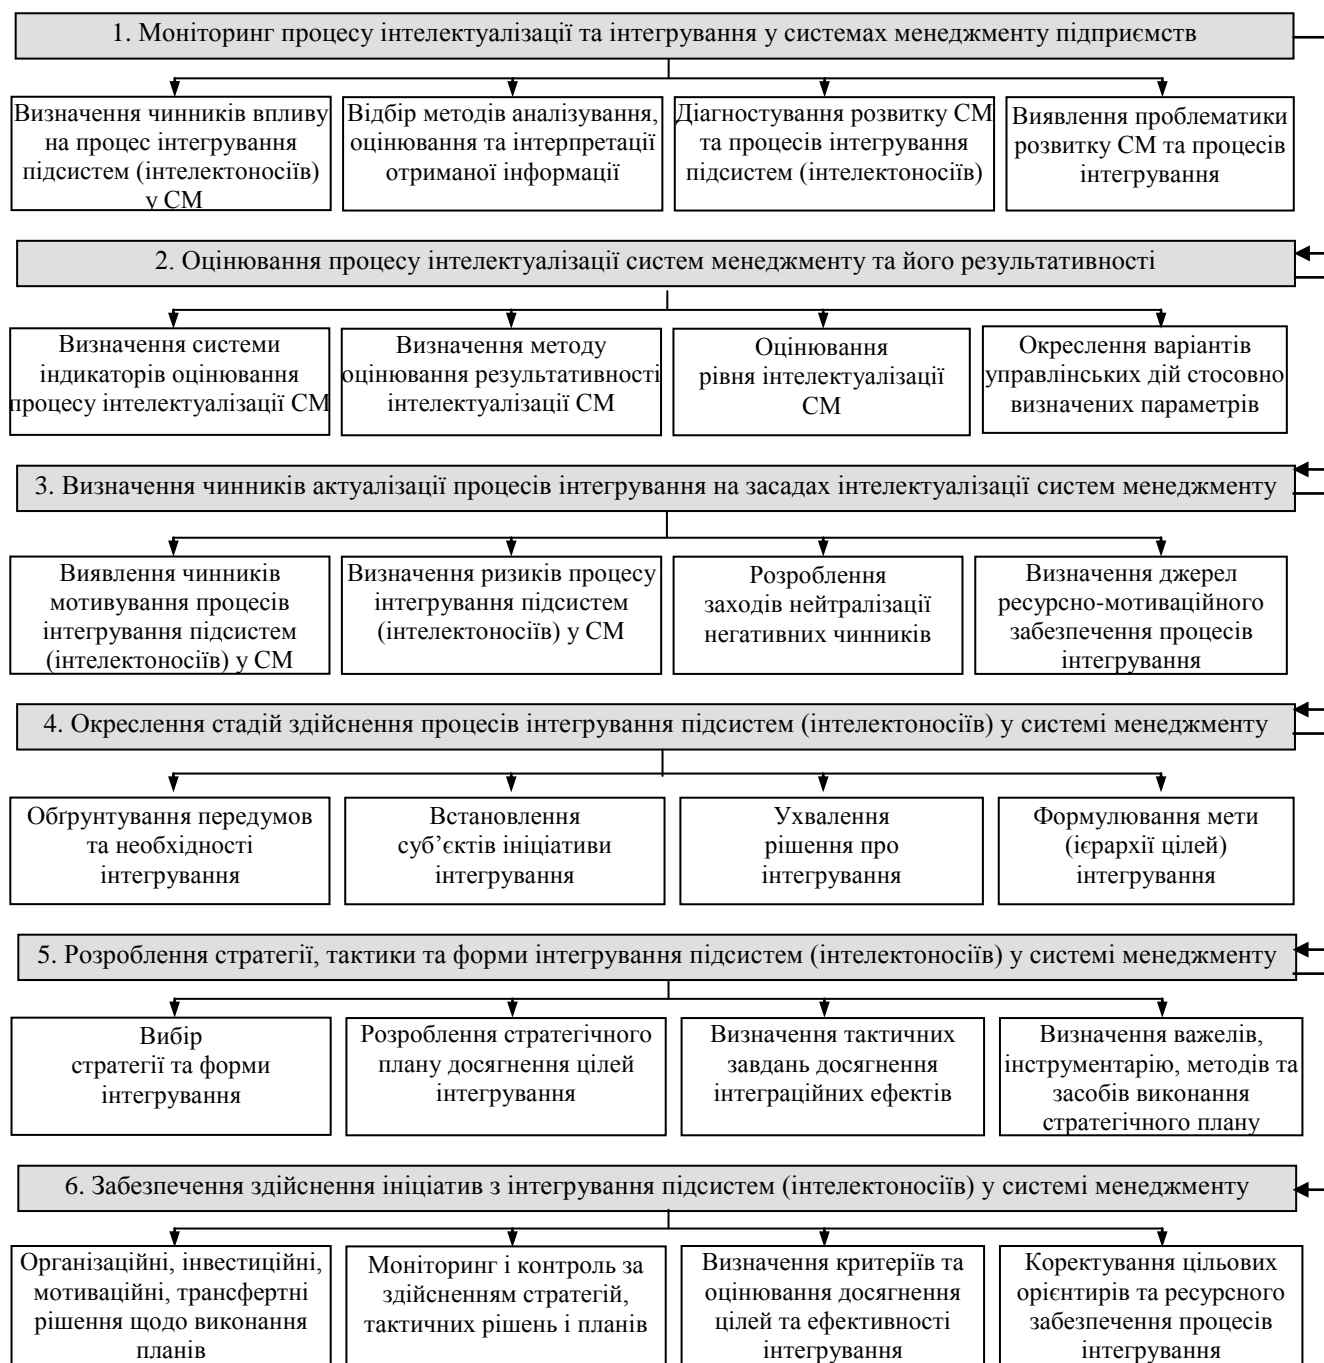 1. Моніторинг процесу інтелектуалізації та інтегрування у системах менеджменту підприємств
Визначення чинників впливу
на процес інтегрування
підсистем (інтелектоносіїв)
у СМ
Відбір методів аналізування,
оцінювання та інтерпретації
отриманої інформації
Діагностування розвитку СМ
та процесів інтегрування
підсистем (інтелектоносіїв)
Виявлення проблематики
розвитку СМ та процесів
інтегрування
2. Оцінювання процесу інтелектуалізації систем менеджменту та його результативності
Визначення системи
індикаторів оцінювання
процесу інтелектуалізації СМ
Визначення методу
оцінювання результативності
інтелектуалізації СМ
Оцінювання
рівня інтелектуалізації
СМ
Окреслення варіантів
управлінських дій стосовно
визначених параметрів
3. Визначення чинників актуалізації процесів інтегрування на засадах інтелектуалізації систем менеджменту
Виявлення чинників
мотивування процесів
інтегрування підсистем
(інтелектоносіїв) у СМ
Визначення ризиків процесу
інтегрування підсистем
(інтелектоносіїв) у СМ
Розроблення
заходів нейтралізації
негативних чинників
Визначення джерел
ресурсно-мотиваційного
забезпечення процесів
інтегрування
4. Окреслення стадій здійснення процесів інтегрування підсистем (інтелектоносіїв) у системі менеджменту
Обґрунтування передумов
та необхідності
інтегрування
Встановлення
суб’єктів ініціативи
інтегрування
Ухвалення
рішення про
інтегрування
Формулювання мети
(ієрархії цілей)
інтегрування
5. Розроблення стратегії, тактики та форми інтегрування підсистем (інтелектоносіїв) у системі менеджменту
Вибір
стратегії та форми
інтегрування
Розроблення стратегічного
плану досягнення цілей
інтегрування
Визначення тактичних
завдань досягнення
інтеграційних ефектів
Визначення важелів,
інструментарію, методів та
засобів виконання
стратегічного плану
6. Забезпечення здійснення ініціатив з інтегрування підсистем (інтелектоносіїв) у системі менеджменту
Організаційні, інвестиційні,
мотиваційні, трансфертні
рішення щодо виконання
планів
Моніторинг і контроль за
здійсненням стратегій,
тактичних рішень і планів
Визначення критеріїв та
оцінювання досягнення
цілей та ефективності
інтегрування
Коректування цільових
орієнтирів та ресурсного
забезпечення процесів
інтегрування